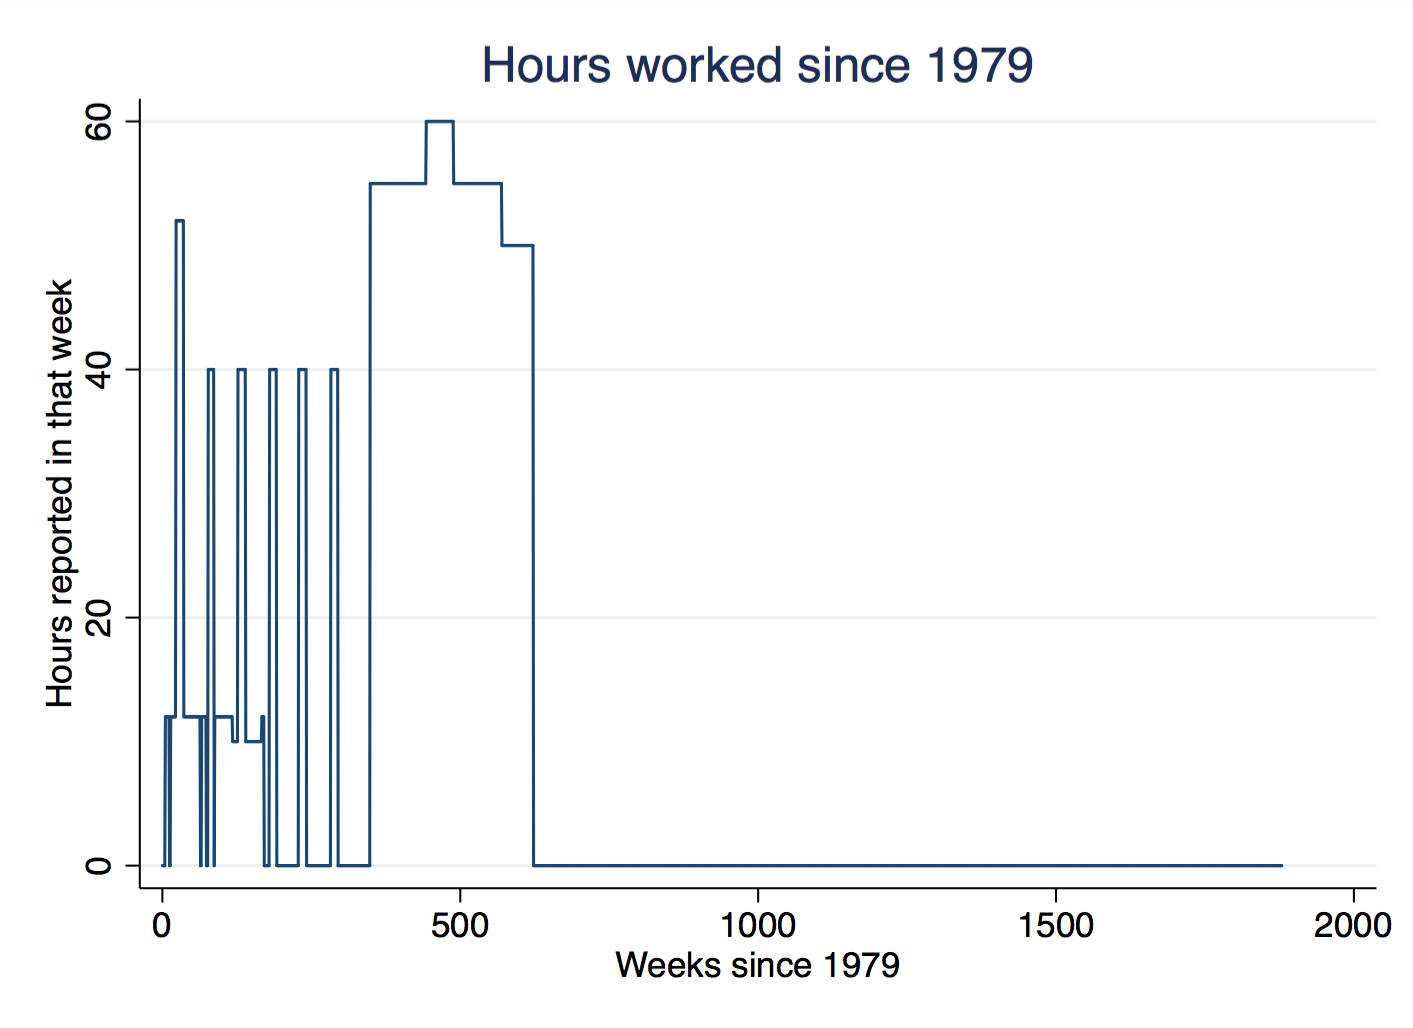 Hours worked since 1979
Hours reported in that week
60
40
20
0
0 500 1000 1500 2000
Weeks since 1979